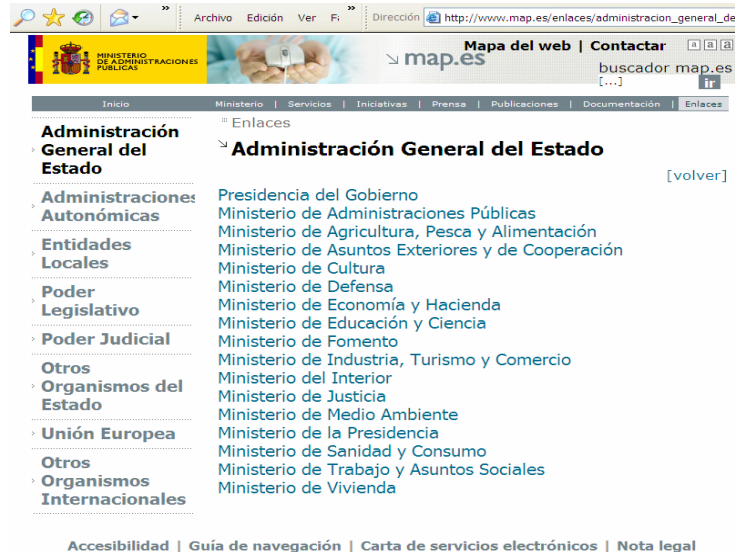 » Archivo Edición Ver F » Dirección http://www.map.es/enlaces/administracion_general_de
MINISTERIO
DE ADMINISTRACIONES
PÚBLICAS
map.es
Mapa del web | Contactar a a a
buscador map.es
[...] ir
Inicio Ministerio | Servicios | Iniciativas | Prensa | Publicaciones | Documentación | Enlaces
Enlaces
Administración General del Estado
[volver]
Administración
General del
Estado
Administraciones
Autonómicas
Entidades
Locales
Poder
Legislativo
Poder Judicial
Otros
Organismos del
Estado
Unión Europea
Otros
Organismos
Internacionales
Presidencia del Gobierno
Ministerio de Administraciones Públicas
Ministerio de Agricultura, Pesca y Alimentación
Ministerio de Asuntos Exteriores y de Cooperación
Ministerio de Cultura
Ministerio de Defensa
Ministerio de Economía y Hacienda
Ministerio de Educación y Ciencia
Ministerio de Fomento
Ministerio de Industria, Turismo y Comercio
Ministerio del Interior
Ministerio de Justicia
Ministerio de Medio Ambiente
Ministerio de la Presidencia
Ministerio de Sanidad y Consumo
Ministerio de Trabajo y Asuntos Sociales
Ministerio de Vivienda
Accesibilidad | Guía de navegación | Carta de servicios electrónicos | Nota legal